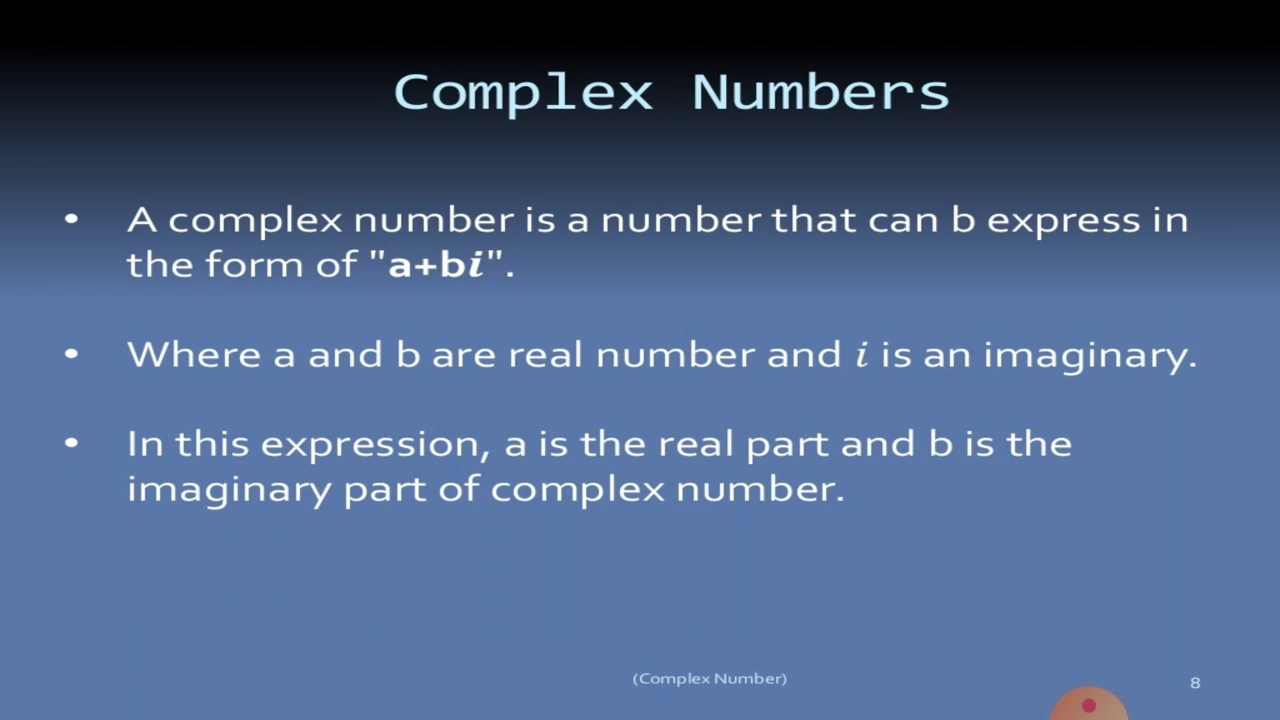 Complex Numbers
• A complex number is a number that can b express in
the form of "a+bi".
• Where a and b are real number and i is an imaginary.
• In this expression, a is the real part and b is the
imaginary part of complex number.
(Complex Number)
8